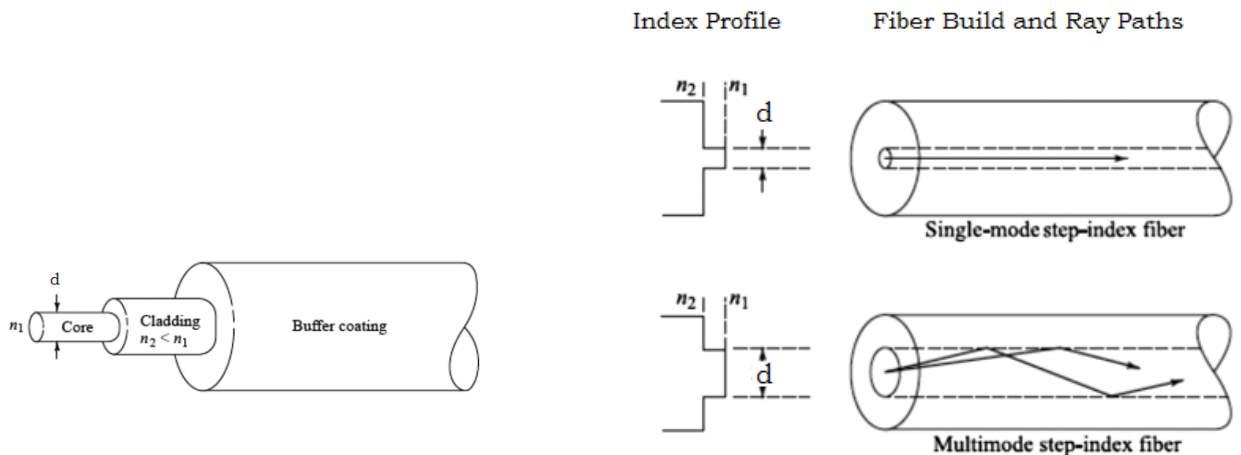 d
n1
Core
Cladding
n2 < n1
Buffer coating
Index Profile
Fiber Build and Ray Paths
n2
n1
d
Single-mode step-index fiber
n2
n1
d
Multimode step-index fiber